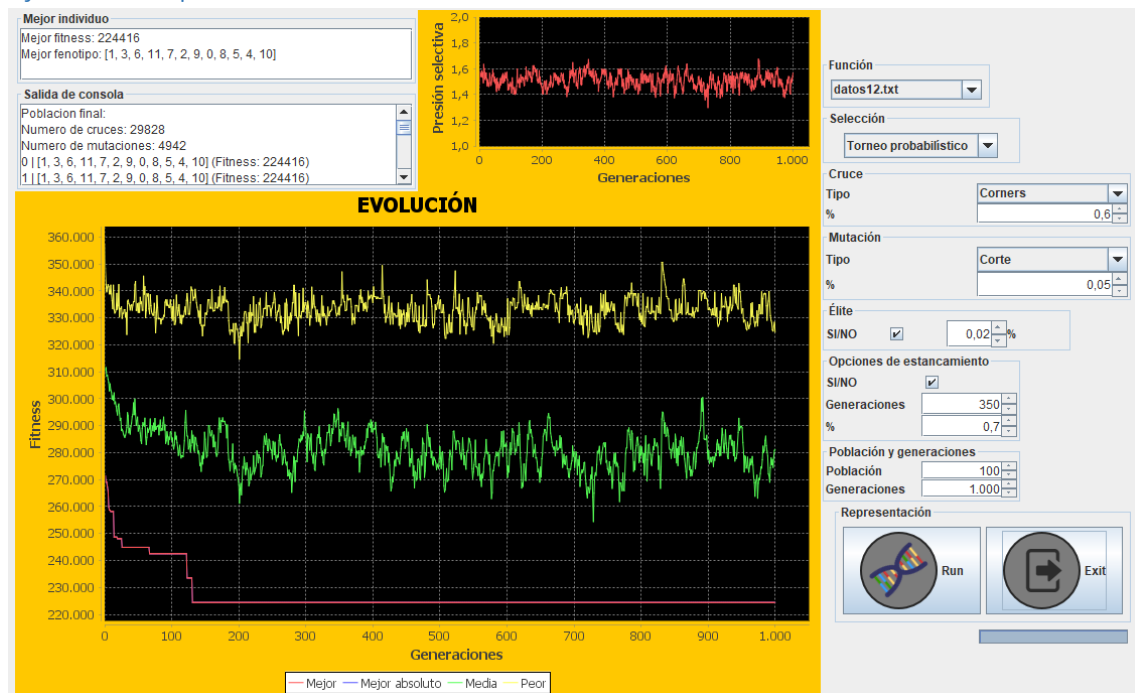 Mejor individuo
Mejor fitness: 224416
Mejor fenotipo: [1, 3, 6, 11, 7, 2, 9, 0, 8, 5, 4, 10]
Salida de consola
Poblacion final:
Numero de cruces: 29828
Numero de mutaciones: 4942
0 | [1, 3, 6, 11, 7, 2, 9, 0, 8, 5, 4, 10] (Fitness: 224416)
1 | [1, 3, 6, 11, 7, 2, 9, 0, 8, 5, 4, 10] (Fitness: 224416)
Presión selectiva
2,0
1,8
1,6
1,4
1,2
1,0
0 200 400 600 800 1.000
Generaciones
EVOLUCIÓN
Fitness
360.000
350.000
340.000
330.000
320.000
310.000
300.000
290.000
280.000
270.000
260.000
250.000
240.000
230.000
220.000
0 100 200 300 400 500 600 700 800 900 1.000
Generaciones
Mejor Mejor absoluto Media Peor
Función
datos12.txt
Selección
Torneo probabilístico
Cruce
Tipo Corners
% 0,6
Mutación
Tipo Corte
% 0,05
Élite
SI/NO 0,02 %
Opciones de estancamiento
SI/NO
Generaciones 350
% 0,7
Población y generaciones
Población 100
Generaciones 1.000
Representación
Run
Exit